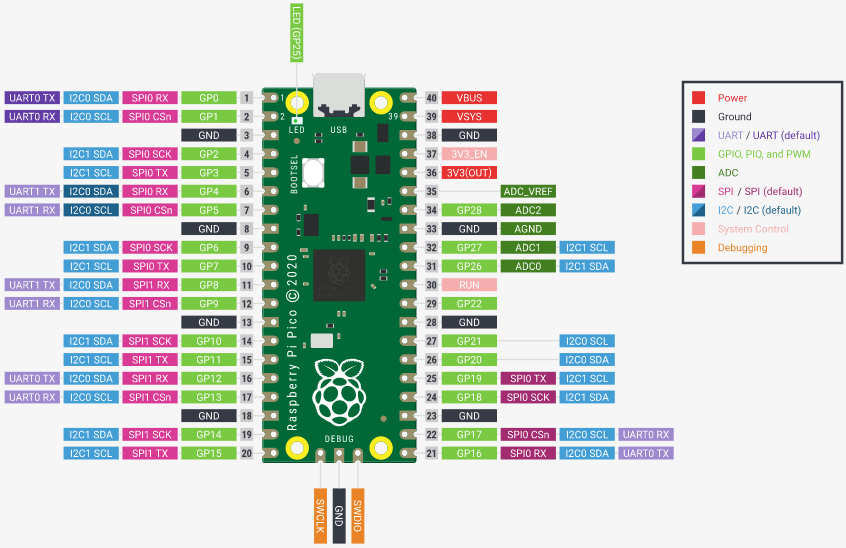 LED (GP25)
UART0 TX I2C0 SDA SPI0 RX GP0 1 1 40 VBUS
UART0 RX I2C0 SCL SPI0 CSn GP1 2 2 LED USB 39 39 VSYS
GND 3 38 GND
I2C1 SDA SPI0 SCK GP2 4 37 3V3_EN
I2C1 SCL SPI0 TX GP3 5 BOOTSEL 36 3V3(OUT)
UART1 TX I2C0 SDA SPI0 RX GP4 6 35 ADC_VREF
UART1 RX I2C0 SCL SPI0 CSn GP5 7 34 GP28 ADC2
GND 8 33 GND AGND
I2C1 SDA SPI0 SCK GP6 9 32 GP27 ADC1 I2C1 SCL
I2C1 SCL SPI0 TX GP7 10 31 GP26 ADC0 I2C1 SDA
UART1 TX I2C0 SDA SPI1 RX GP8 11 30 RUN
UART1 RX I2C0 SCL SPI1 CSn GP9 12 29 GP22
GND 13 28 GND
I2C1 SDA SPI1 SCK GP10 14 27 GP21 I2C0 SCL
I2C1 SCL SPI1 TX GP11 15 26 GP20 I2C0 SDA
UART0 TX I2C0 SDA SPI1 RX GP12 16 25 GP19 SPI0 TX I2C1 SCL
UART0 RX I2C0 SCL SPI1 CSn GP13 17 24 GP18 SPI0 SCK I2C1 SDA
GND 18 23 GND
I2C1 SDA SPI1 SCK GP14 19 22 GP17 SPI0 CSn I2C0 SCL UART0 RX
I2C1 SCL SPI1 TX GP15 20 21 GP16 SPI0 RX I2C0 SDA UART0 TX
Raspberry Pi Pico ©2020
DEBUG
SWCLK
GND
SWDIO
Power
Ground
UART / UART (default)
GPIO, PIO, and PWM
ADC
SPI / SPI (default)
I2C / I2C (default)
System Control
Debugging